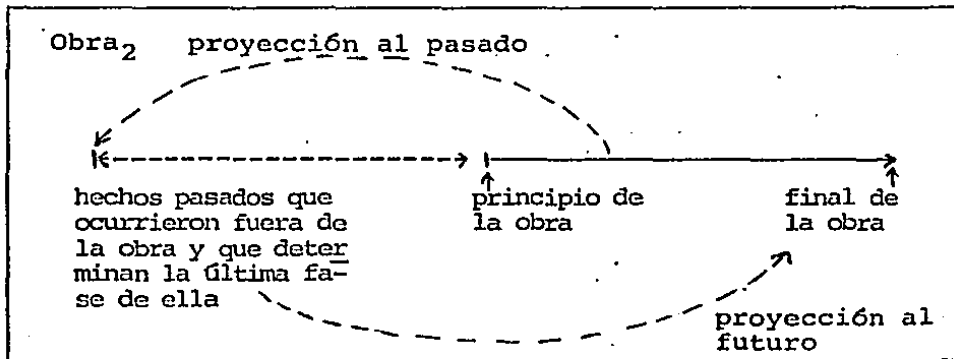 Obra₂ proyección al pasado
hechos pasados que
ocurrieron fuera de
la obra y que deter
minan la última fa-
se de ella
principio de
la obra
final de
la obra
proyección al
futuro